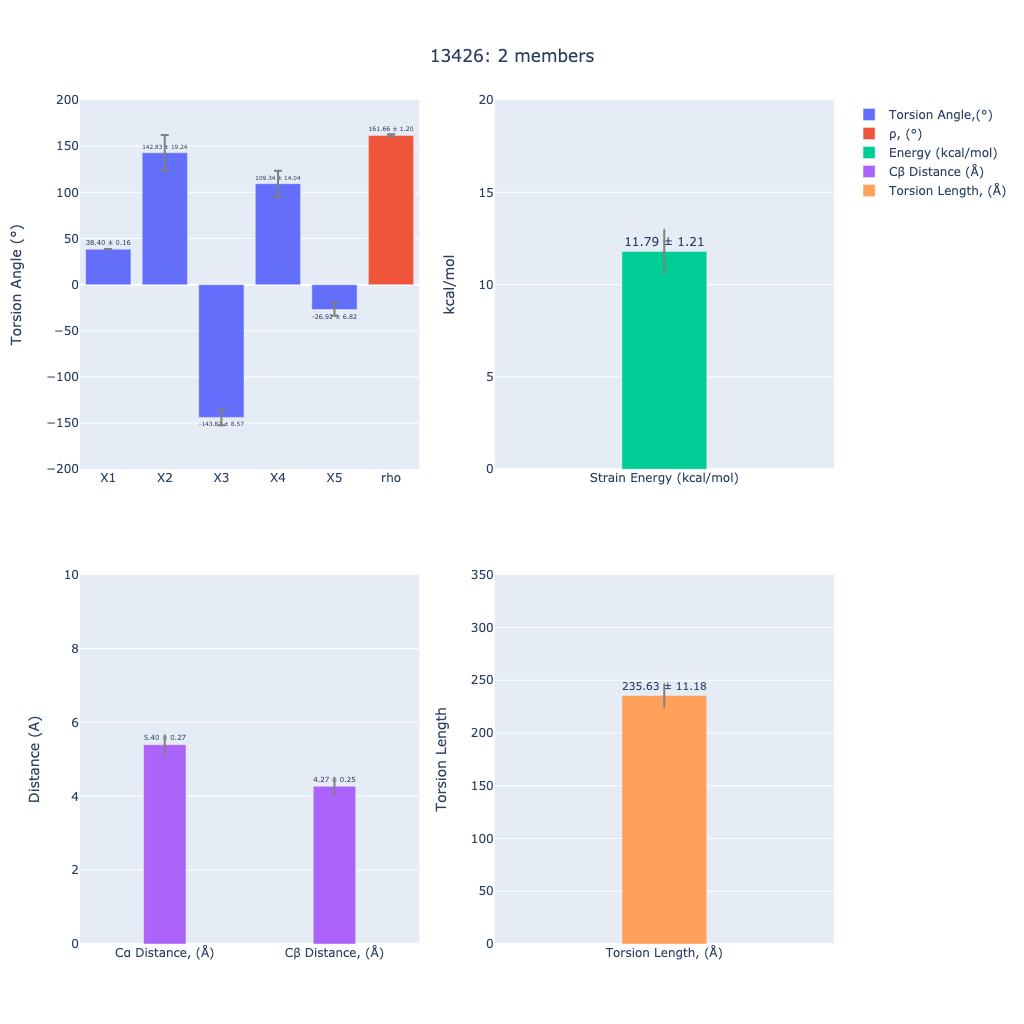 13426: 2 members
Torsion Angle (°)
200
150
100
50
0
−50
−100
−150
−200
38.40 ± 0.16
142.83 ± 19.24
109.34 ± 14.04
-26.92 ± 6.82
161.66 ± 1.20
X1 X2 X3 X4 X5 rho
kcal/mol
20
15
10
5
0
11.79 ± 1.21
Strain Energy (kcal/mol)
Torsion Angle,(°)
ρ, (°)
Energy (kcal/mol)
Cβ Distance (Å)
Torsion Length, (Å)
Distance (A)
10
8
6
4
2
0
5.40 ± 0.27
4.27 ± 0.25
Cα Distance, (Å) Cβ Distance, (Å)
Torsion Length
350
300
250
200
150
100
50
0
235.63 ± 11.18
Torsion Length, (Å)